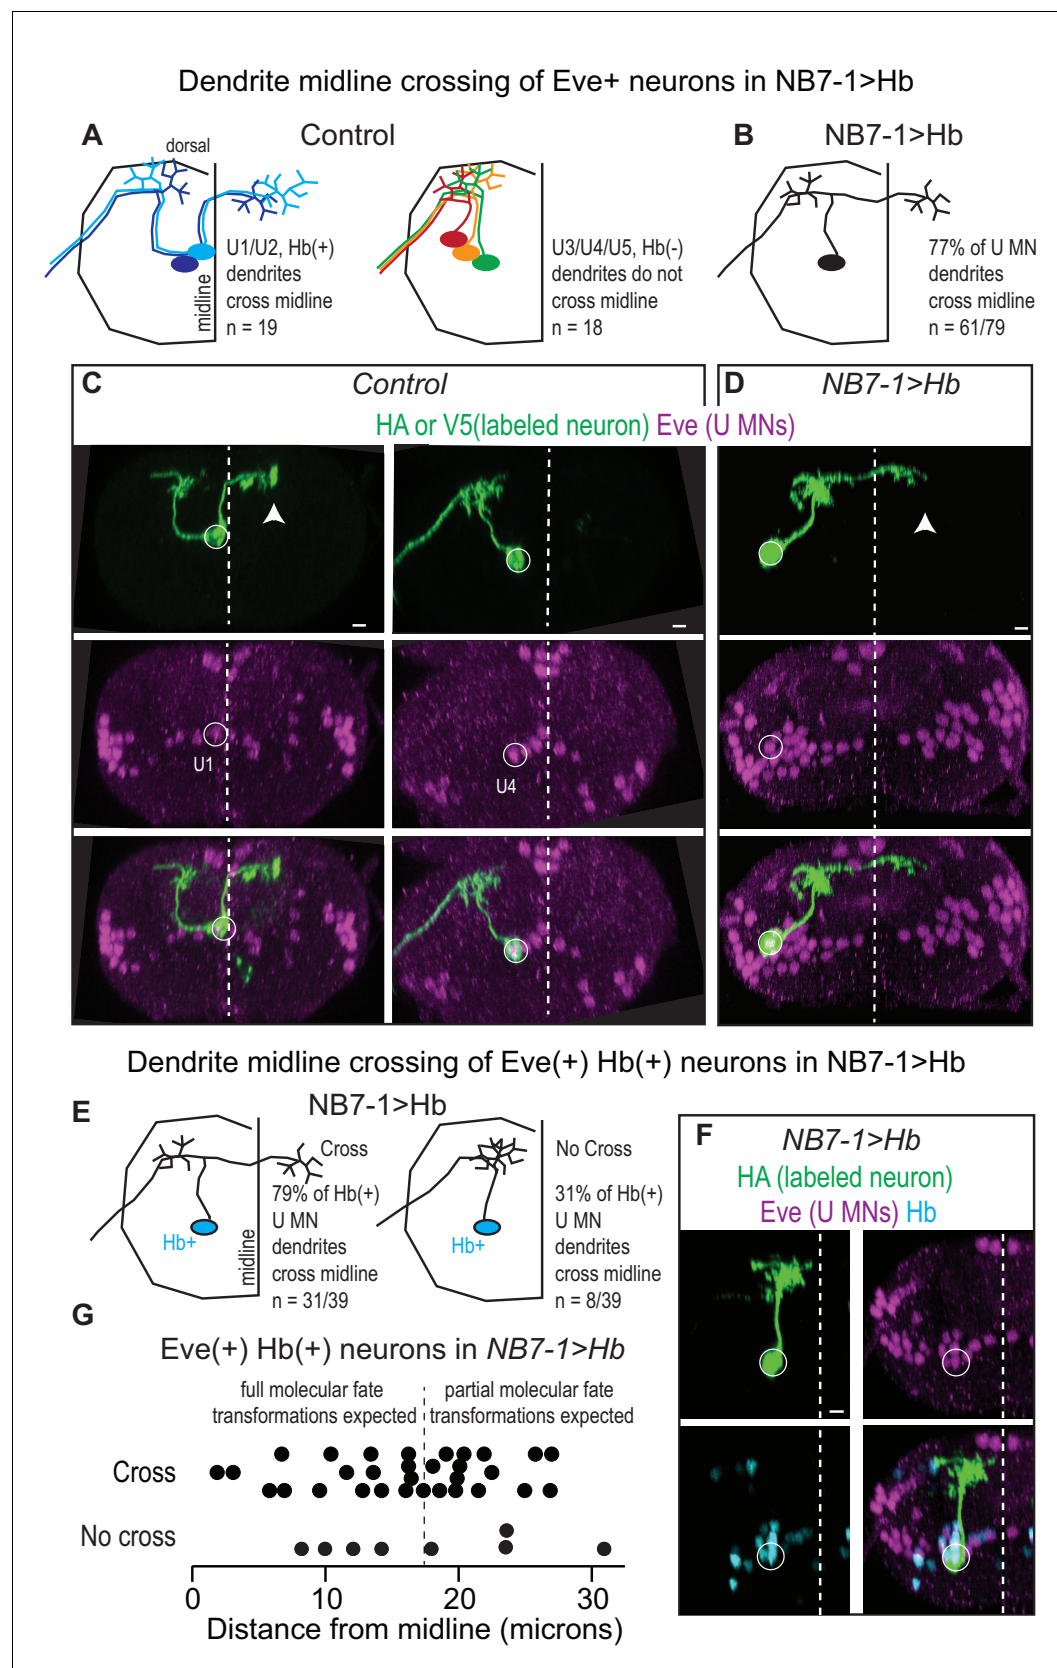 Dendrite midline crossing of Eve+ neurons in NB7-1>Hb
A
Control
dorsal
midline
U1/U2, Hb(+)
dendrites
cross midline
n = 19
U3/U4/U5, Hb(-)
dendrites do not
cross midline
n = 18
B
NB7-1>Hb
77% of U MN
dendrites
cross midline
n = 61/79
C
Control
D
NB7-1>Hb
HA or V5(labeled neuron) Eve (U MNs)
U1
U4
Dendrite midline crossing of Eve(+) Hb(+) neurons in NB7-1>Hb
E
NB7-1>Hb
Cross
79% of Hb(+)
U MN
dendrites
cross midline
n = 31/39
Hb+
midline
No Cross
31% of Hb(+)
U MN
dendrites
cross midline
n = 8/39
Hb+
F
NB7-1>Hb
HA (labeled neuron)
Eve (U MNs) Hb
G
Eve(+) Hb(+) neurons in NB7-1>Hb
full molecular fate
transformations expected
partial molecular fate
transformations expected
Cross
No cross
0 10 20 30
Distance from midline (microns)